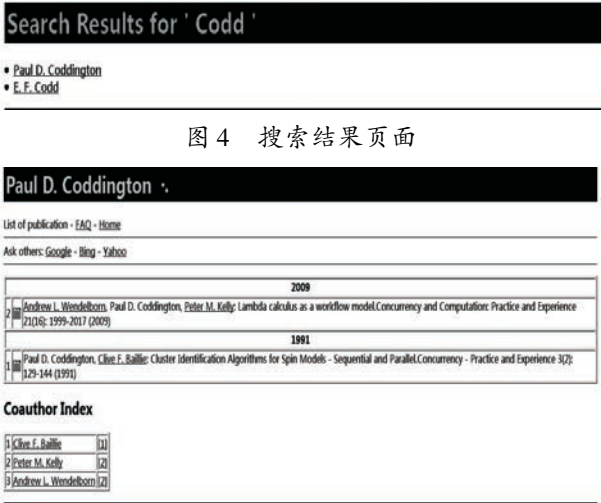 Search Results for ' Codd '
• Paul D. Coddington
• E. F. Codd
图 4 搜索结果页面
Paul D. Coddington
List of publication - FAQ - Home
Ask others: Google - Bing - Yahoo
2009
2 Andrew L. Wendelborn, Paul D. Coddington, Peter M. Kelly: Lambda calculus as a workflow model.Concurrency and Computation: Practice and Experience
21(16): 1999-2017 (2009)
1991
1 Paul D. Coddington, Clive F. Baillie: Cluster Identification Algorithms for Spin Models - Sequential and Parallel.Concurrency - Practice and Experience 3(2):
129-144 (1991)
Coauthor Index
1 Clive F. Baillie [1]
2 Peter M. Kelly [2]
3 Andrew L. Wendelborn [2]